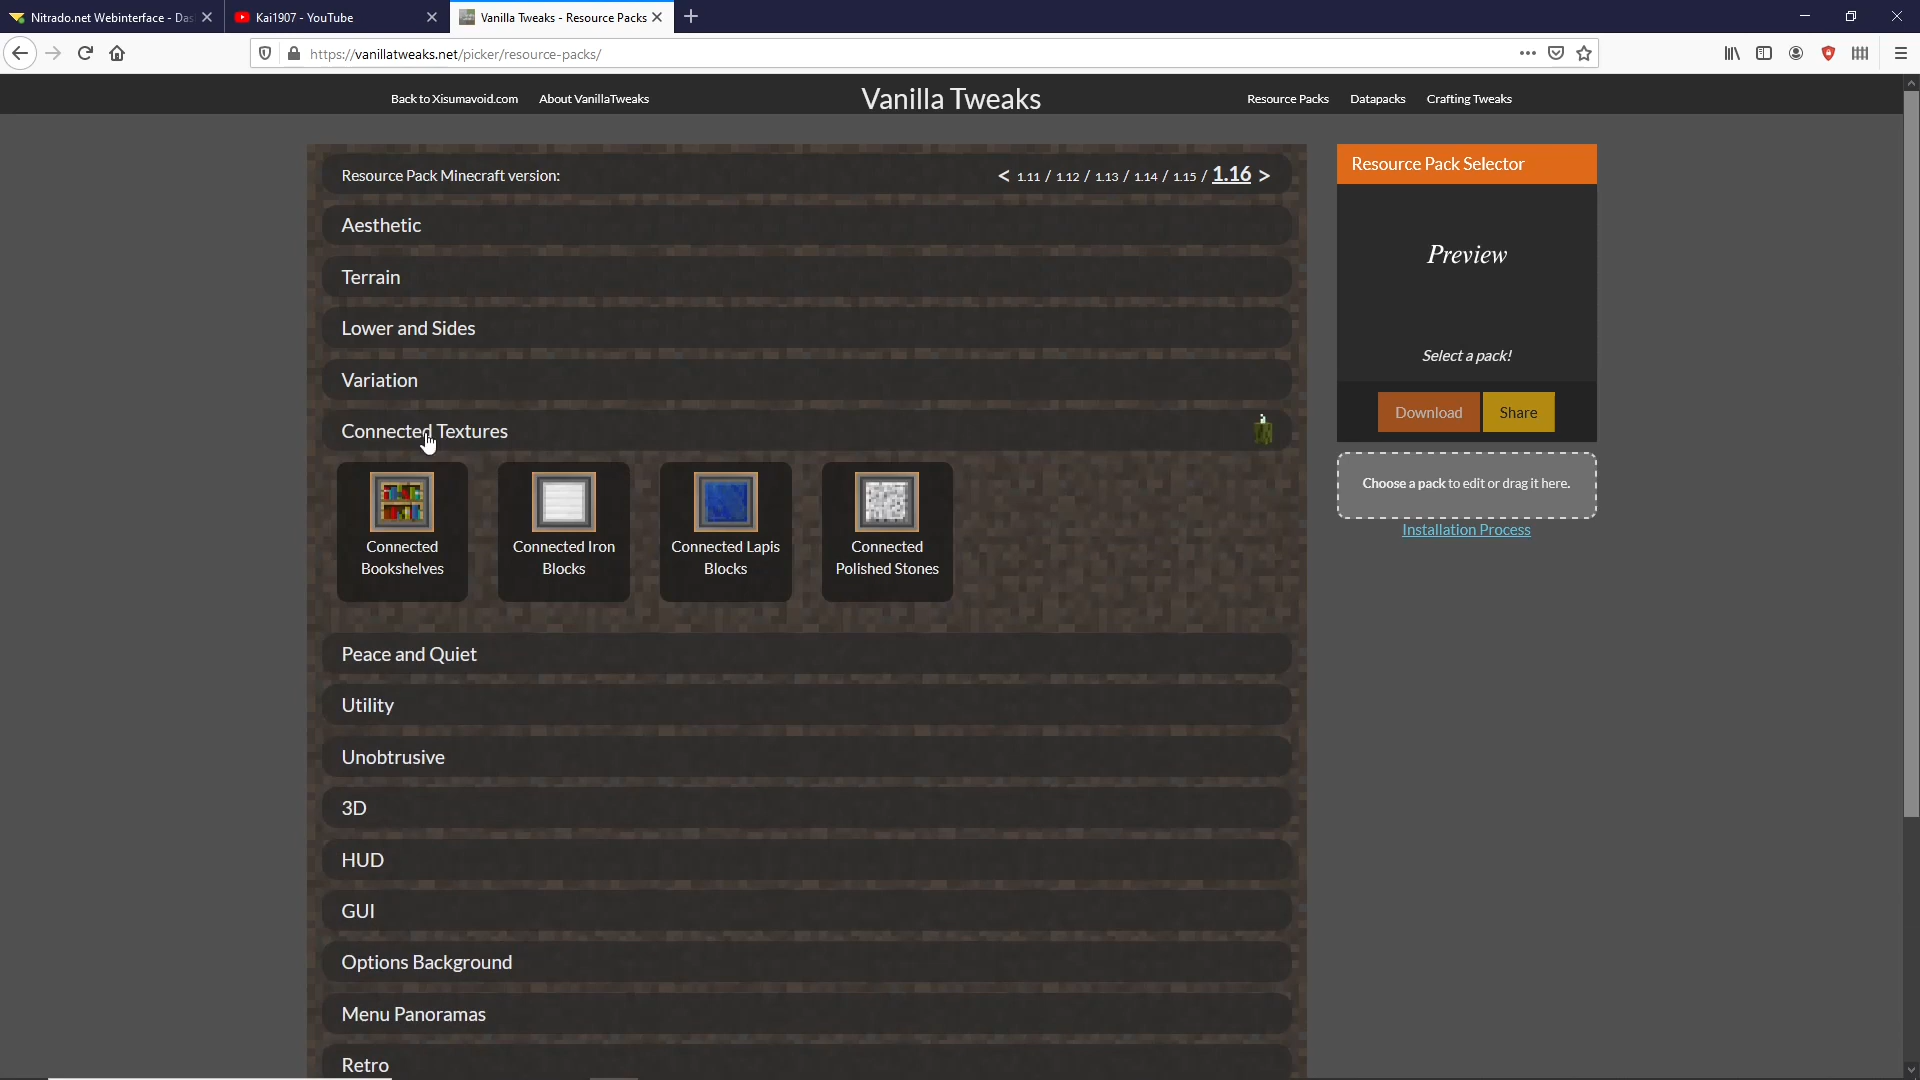 Nitrado.net Webinterface - Das
Kai1907 - YouTube
Vanilla Tweaks - Resource Packs
https://vanillatweaks.net/picker/resource-packs/
Back to Xisumavoid.com
About VanillaTweaks
Vanilla Tweaks
Resource Packs
Datapacks
Crafting Tweaks
Resource Pack Minecraft version:
< 1.11 / 1.12 / 1.13 / 1.14 / 1.15 / 1.16 >
Aesthetic
Terrain
Lower and Sides
Variation
Connected Textures
Connected
Bookshelves
Connected Iron
Blocks
Connected Lapis
Blocks
Connected
Polished Stones
Peace and Quiet
Utility
Unobtrusive
3D
HUD
GUI
Options Background
Menu Panoramas
Retro
Resource Pack Selector
Preview
Select a pack!
Download
Share
Choose a pack to edit or drag it here.
Installation Process